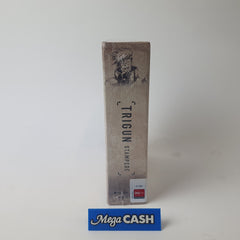 [TRIGUN STAMPEDE]
Mega CASH